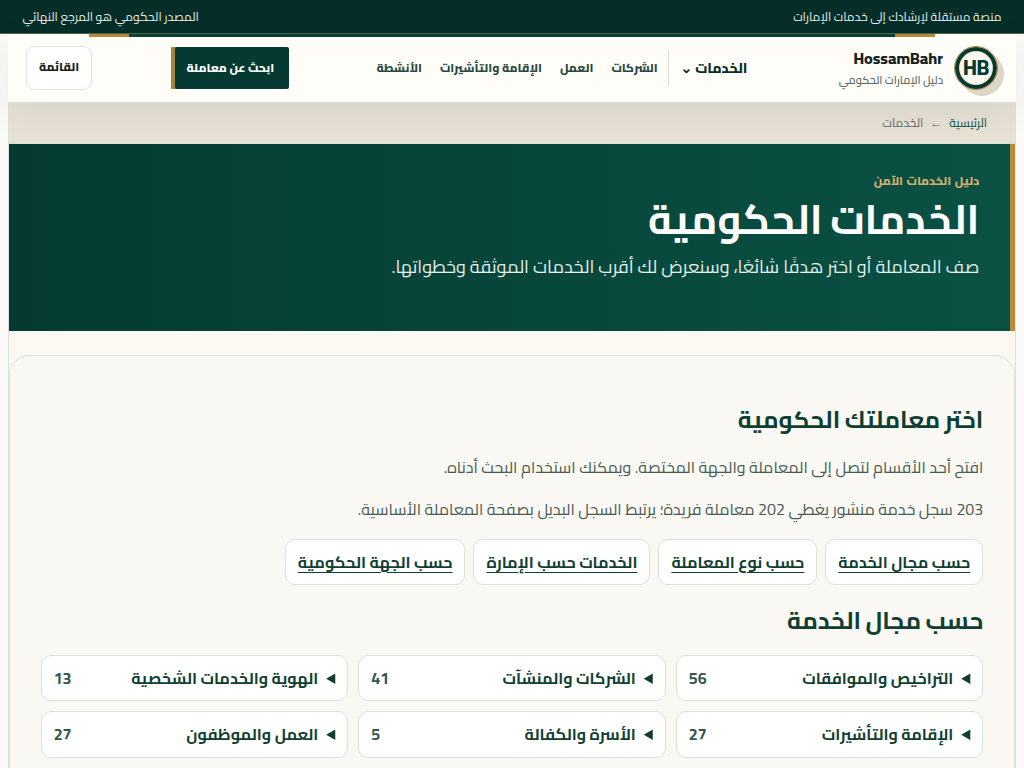 منصة مستقلة لإرشادك إلى خدمات الإمارات
المصدر الحكومي هو المرجع النهائي
HB
HossamBahr
دليل الإمارات الحكومي
الخدمات
الشركات
العمل
الإقامة والتأشيرات
الأنشطة
ابحث عن معاملة
القائمة
الرئيسية ← الخدمات
دليل الخدمات الآمن
الخدمات الحكومية
صف المعاملة أو اختر هدفًا شائعًا، وسنعرض لك أقرب الخدمات الموثقة وخطواتها.
اختر معاملتك الحكومية
افتح أحد الأقسام لتصل إلى المعاملة والجهة المختصة. ويمكنك استخدام البحث أدناه.
203 سجل خدمة منشور يغطي 202 معاملة فريدة؛ يرتبط السجل البديل بصفحة المعاملة الأساسية.
حسب مجال الخدمة
حسب نوع المعاملة
الخدمات حسب الإمارة
حسب الجهة الحكومية
حسب مجال الخدمة
التراخيص والموافقات 56
الشركات والمنشآت 41
الهوية والخدمات الشخصية 13
الإقامة والتأشيرات 27
الأسرة والكفالة 5
العمل والموظفون 27